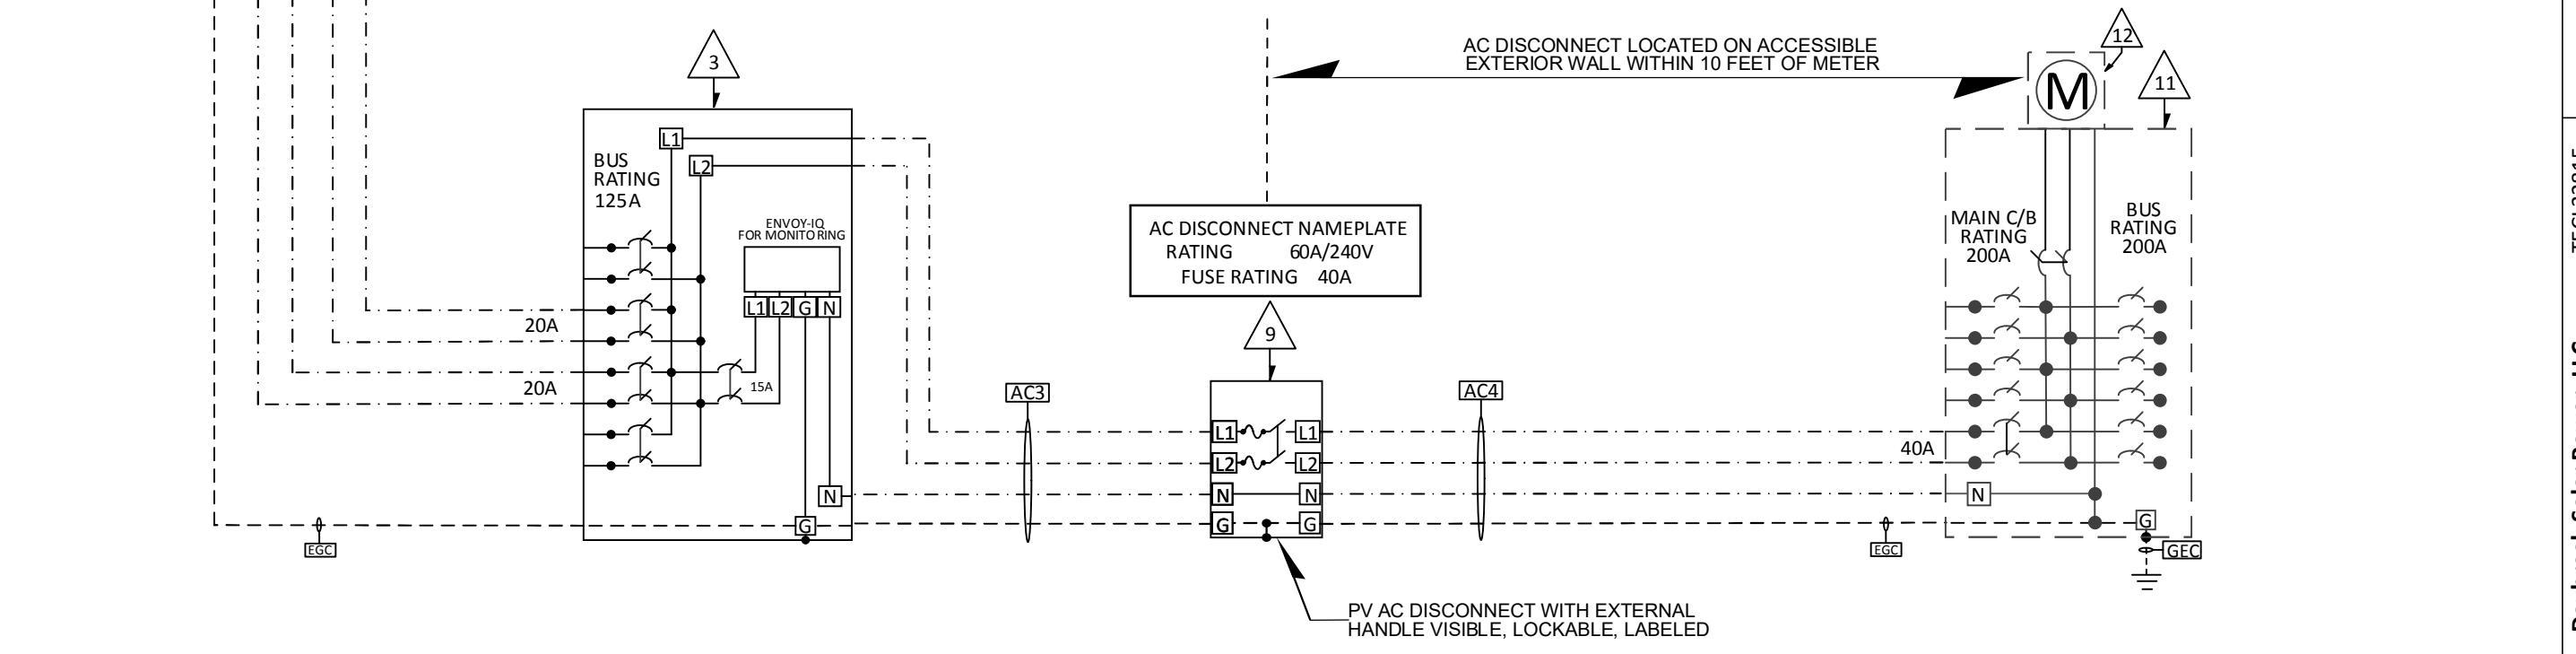 12
AC DISCONNECT LOCATED ON ACCESSIBLE
EXTERIOR WALL WITHIN 10 FEET OF METER
3
M
11
L1
L2
BUS
RATING
125A
ENVOY-IQ
FOR MONITORING
L1 L2 G N
20A
20A
15A
N
G
EGC
AC3
AC DISCONNECT NAMEPLATE
RATING 60A/240V
FUSE RATING 40A
9
L1 L1
L2 L2
N N
G G
AC4
PV AC DISCONNECT WITH EXTERNAL
HANDLE VISIBLE, LOCKABLE, LABELED
MAIN C/B
RATING
200A
BUS
RATING
200A
40A
N
G
EGC
GEC